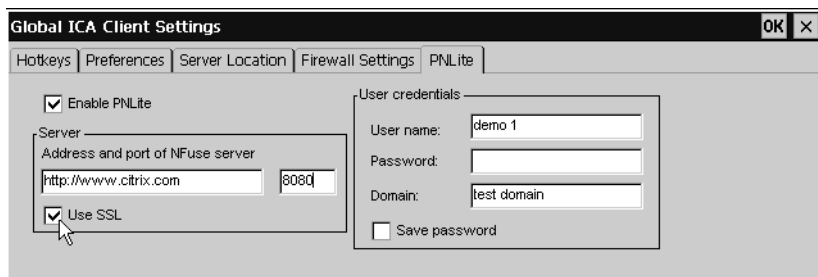 Global ICA Client Settings OK ×
Hotkeys Preferences Server Location Firewall Settings PNLite
Enable PNLite
Server
Address and port of NFuse server
http://www.citrix.com 8080
Use SSL
User credentials
User name: demo 1
Password:
Domain: test domain
Save password